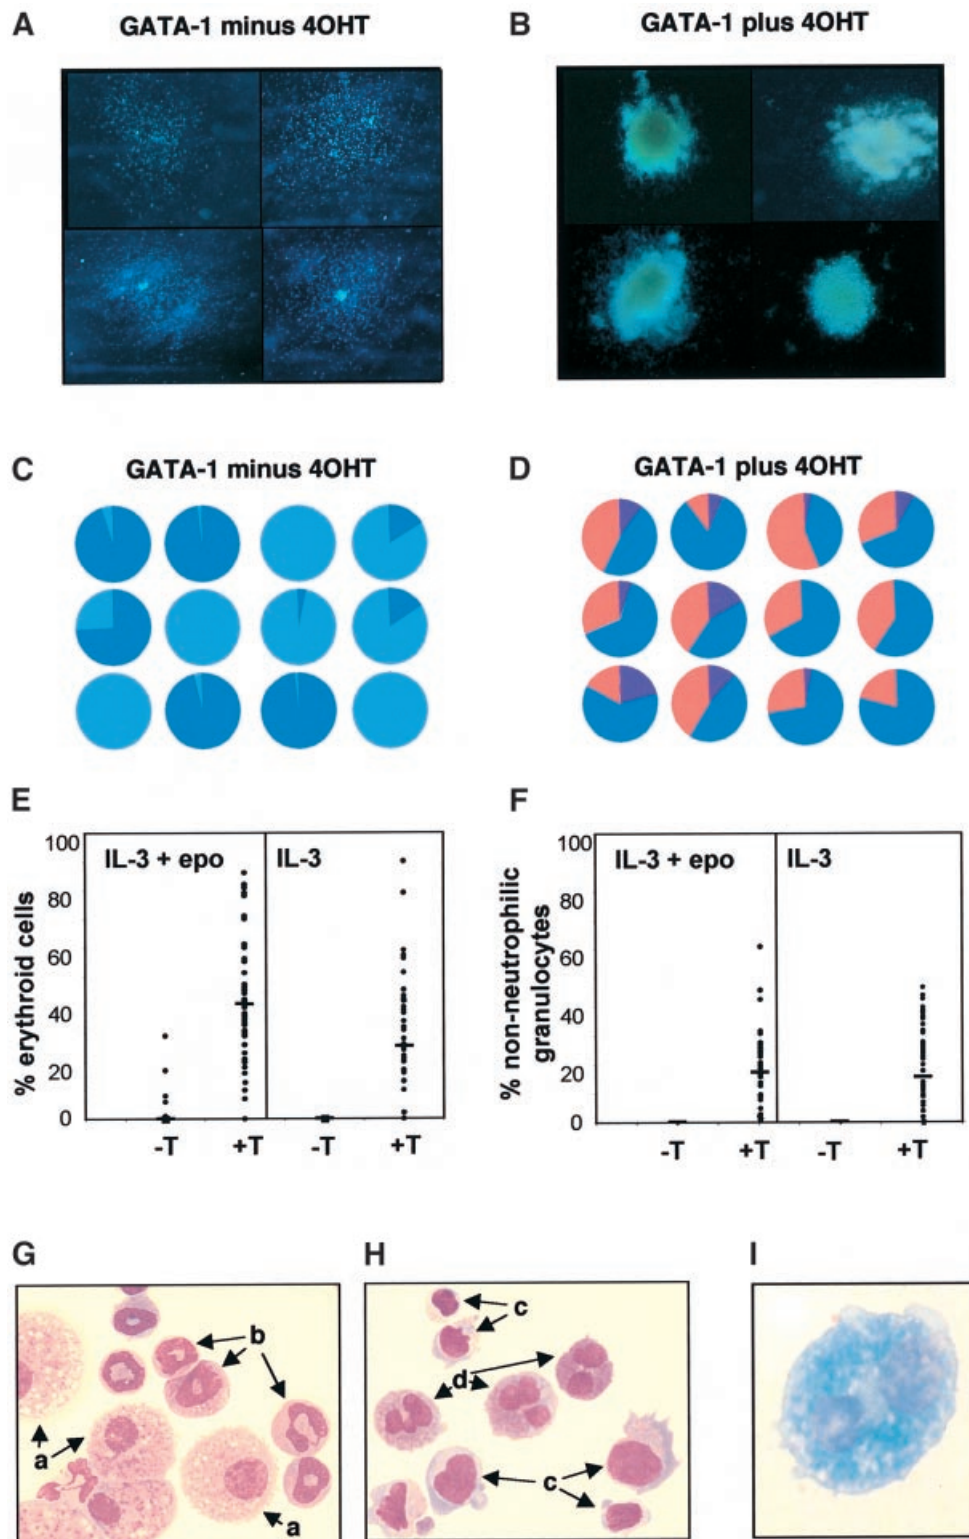 A
GATA-1 minus 4OHT
B
GATA-1 plus 4OHT
C
GATA-1 minus 4OHT
D
GATA-1 plus 4OHT
E
% erythroid cells
100
80
60
40
20
0
IL-3 + epo
IL-3
-T
+T
-T
+T
F
% non-neutrophilic
granulocytes
100
80
60
40
20
0
IL-3 + epo
IL-3
-T
+T
-T
+T
G
b
a
a
H
c
d
c
I